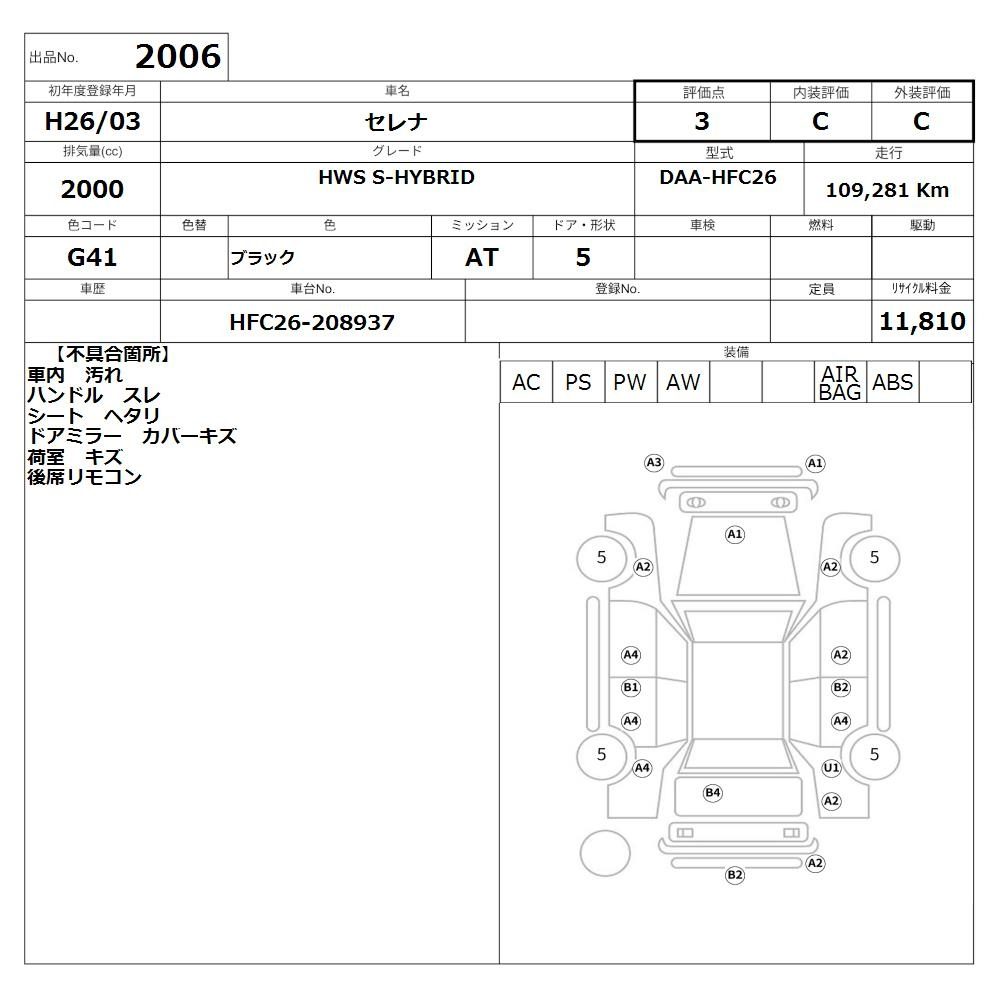 出品No. 2006
初年度登録年月 車名 評価点 内装評価 外装評価
H26/03 セレナ 3 C C
排気量(cc) グレード 型式 走行
2000 HWS S-HYBRID DAA-HFC26 109,281 Km
色コード 色替 色 ミッション ドア・形状 車検 燃料 駆動
G41 ブラック AT 5
車歴 車台No. 登録No. 定員 ﾘｻｲｸﾙ料金
HFC26-208937 11,810
【不具合箇所】
車内　汚れ
ハンドル　スレ
シート　ヘタリ
ドアミラー　カバーキズ
荷室　キズ
後席リモコン
装備
AC PS PW AW AIR BAG ABS
A3 A1
A1
5 A2 A2 5
A4 A2
B1 B2
A4 A4
5 A4 U1 5
B4 A2
B2 A2